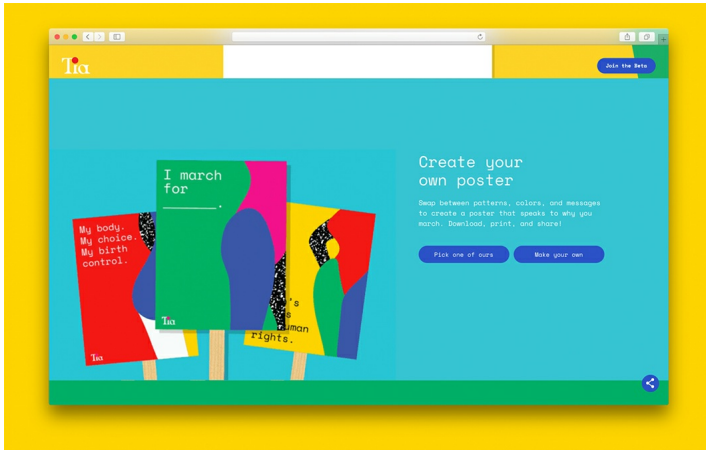 Tia
Join the Beta
Create your
own poster
Swap between patterns, colors, and messages
to create a poster that speaks to why you
march. Download, print, and share!
Pick one of ours
Make your own
I march
for
________.
Tia
My body.
My choice.
My birth
control.
Tia
's
s
uman
rights.